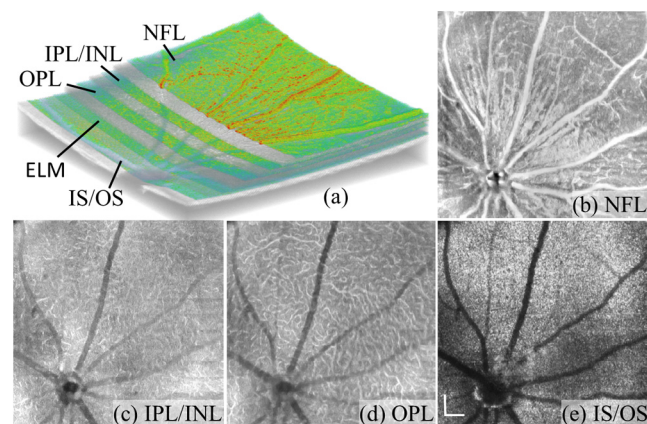 NFL
IPL/INL
OPL
ELM
IS/OS
(a)
(b) NFL
(c) IPL/INL
(d) OPL
(e) IS/OS